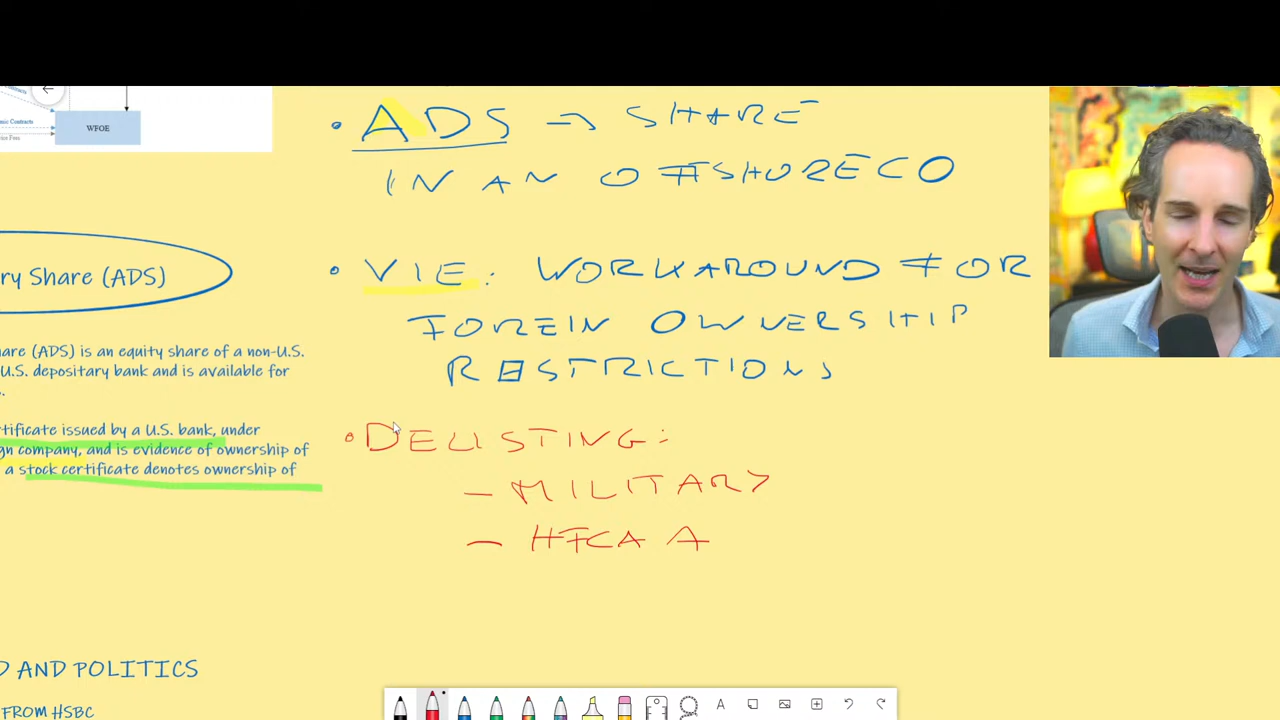 WFOE
• ADS → SHARE
IN AN OFFSHORECO
ry Share (ADS)
• VIE: WORKAROUND FOR
FOREIN OWNERSHIP
RESTRICTIONS
are (ADS) is an equity share of a non-U.S.
U.S. depositary bank and is available for
tificate issued by a U.S. bank, under
gn company, and is evidence of ownership of
a stock certificate denotes ownership of
• DELISTING:
- MILITARY
- HFCA A
D AND POLITICS
FROM HSBC